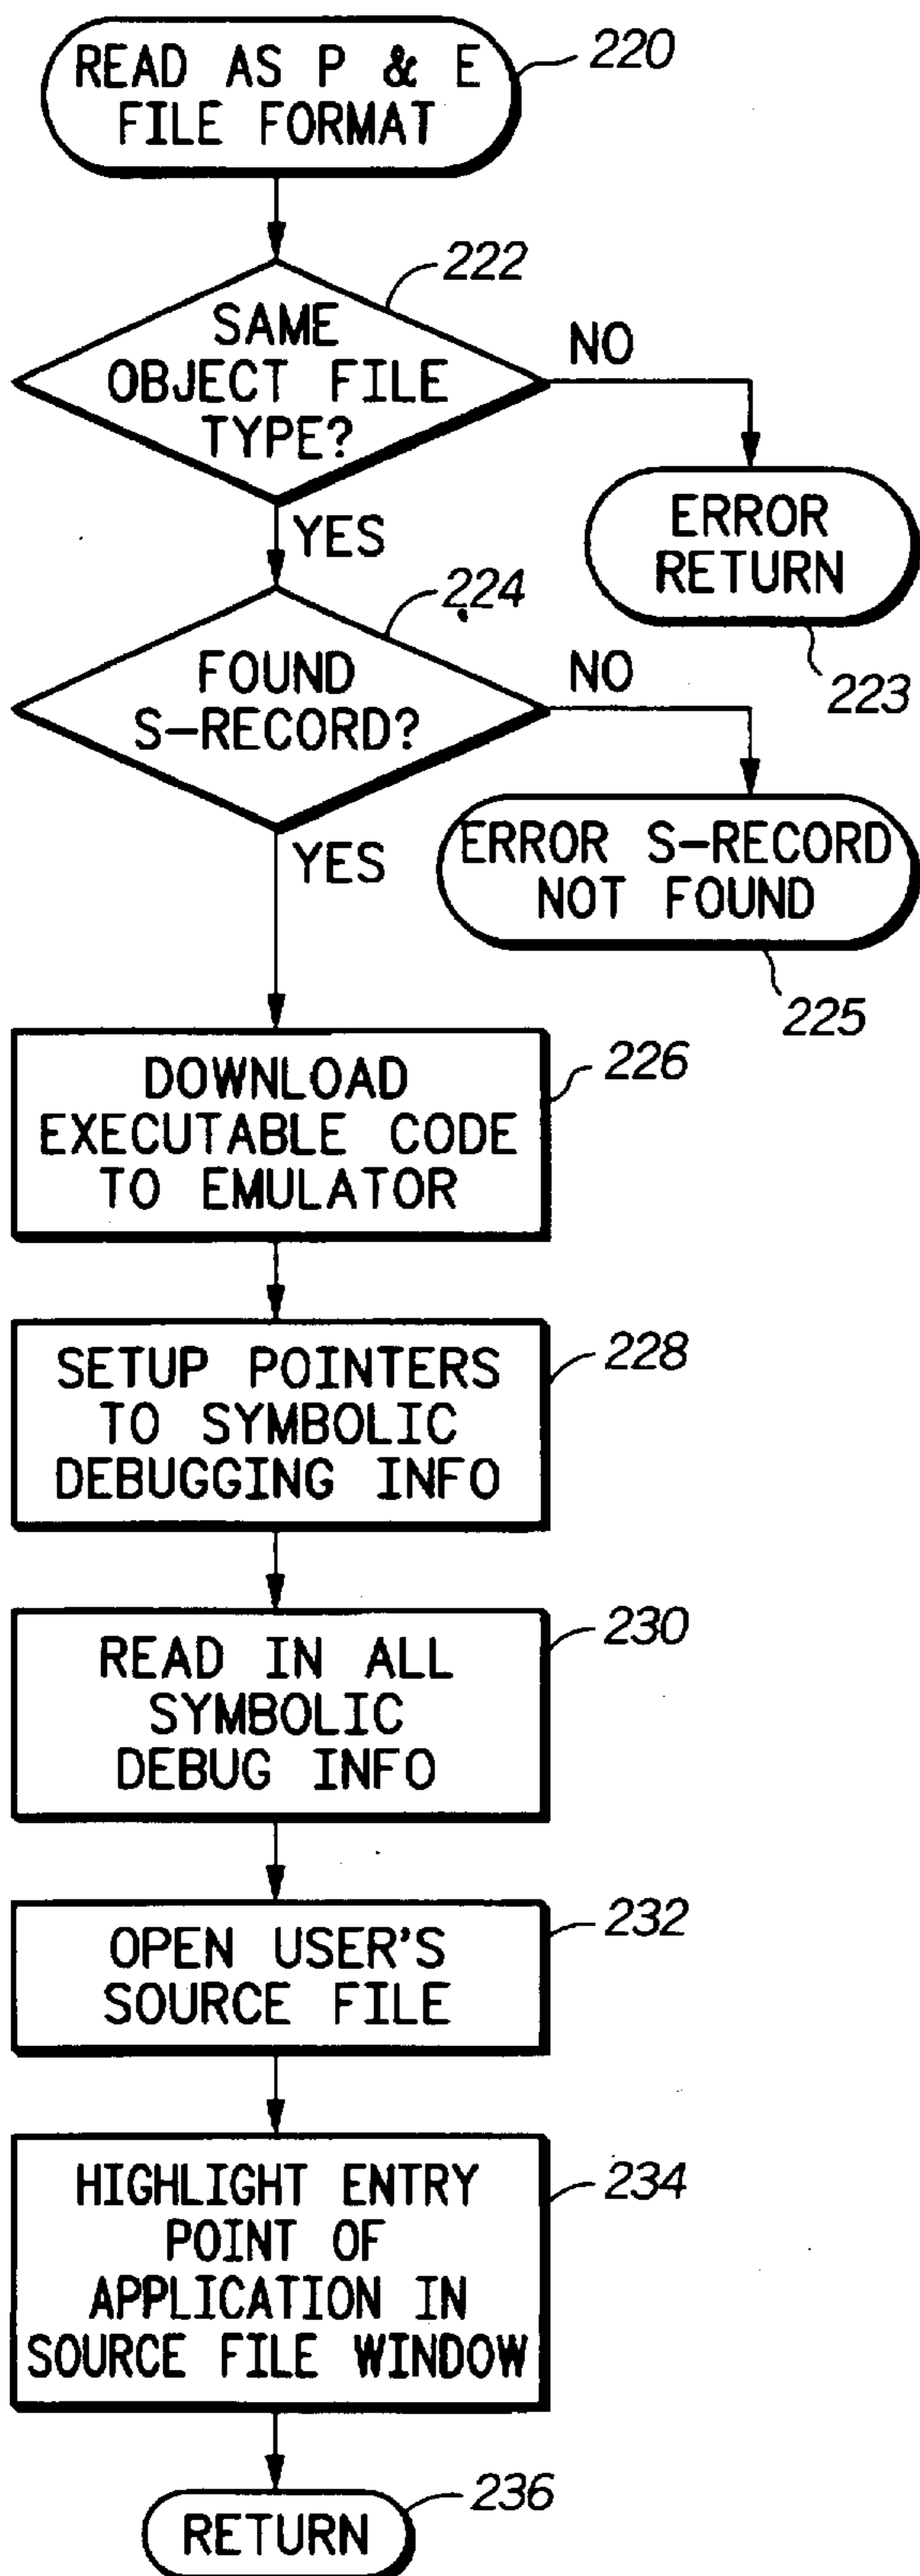 READ AS P & E
FILE FORMAT
220
222
SAME
OBJECT FILE
TYPE?
NO
ERROR
RETURN
223
YES
224
FOUND
S-RECORD?
NO
ERROR S-RECORD
NOT FOUND
225
YES
226
DOWNLOAD
EXECUTABLE CODE
TO EMULATOR
228
SETUP POINTERS
TO SYMBOLIC
DEBUGGING INFO
230
READ IN ALL
SYMBOLIC
DEBUG INFO
232
OPEN USER'S
SOURCE FILE
234
HIGHLIGHT ENTRY
POINT OF
APPLICATION IN
SOURCE FILE WINDOW
236
RETURN